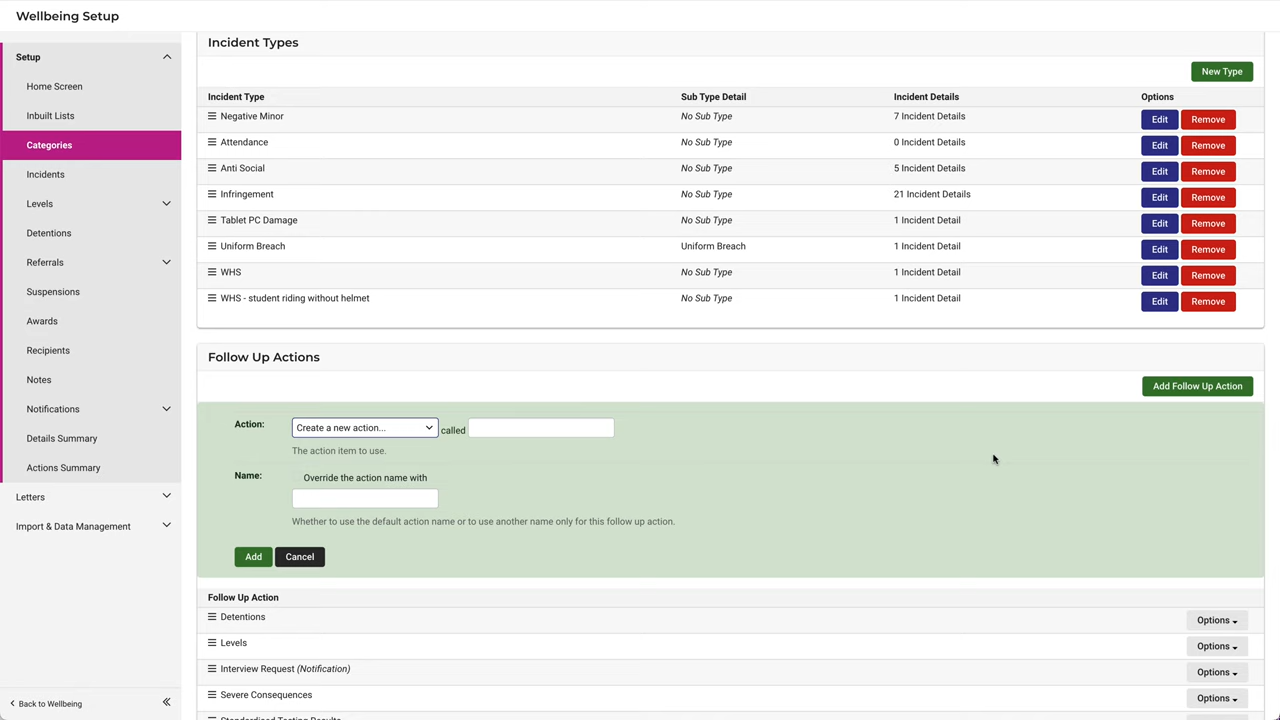 Wellbeing Setup
Setup
Home Screen
Inbuilt Lists
Categories
Incidents
Levels
Detentions
Referrals
Suspensions
Awards
Recipients
Notes
Notifications
Details Summary
Actions Summary
Letters
Import & Data Management
Back to Wellbeing
Incident Types
New Type
Incident Type Sub Type Detail Incident Details Options
Negative Minor No Sub Type 7 Incident Details Edit Remove
Attendance No Sub Type 0 Incident Details Edit Remove
Anti Social No Sub Type 5 Incident Details Edit Remove
Infringement No Sub Type 21 Incident Details Edit Remove
Tablet PC Damage No Sub Type 1 Incident Detail Edit Remove
Uniform Breach Uniform Breach 1 Incident Detail Edit Remove
WHS No Sub Type 1 Incident Detail Edit Remove
WHS - student riding without helmet No Sub Type 1 Incident Detail Edit Remove
Follow Up Actions
Add Follow Up Action
Action: Create a new action... called
The action item to use.
Name: Override the action name with
Whether to use the default action name or to use another name only for this follow up action.
Add Cancel
Follow Up Action
Detentions Options
Levels Options
Interview Request (Notification) Options
Severe Consequences Options
Standardised Testing Results